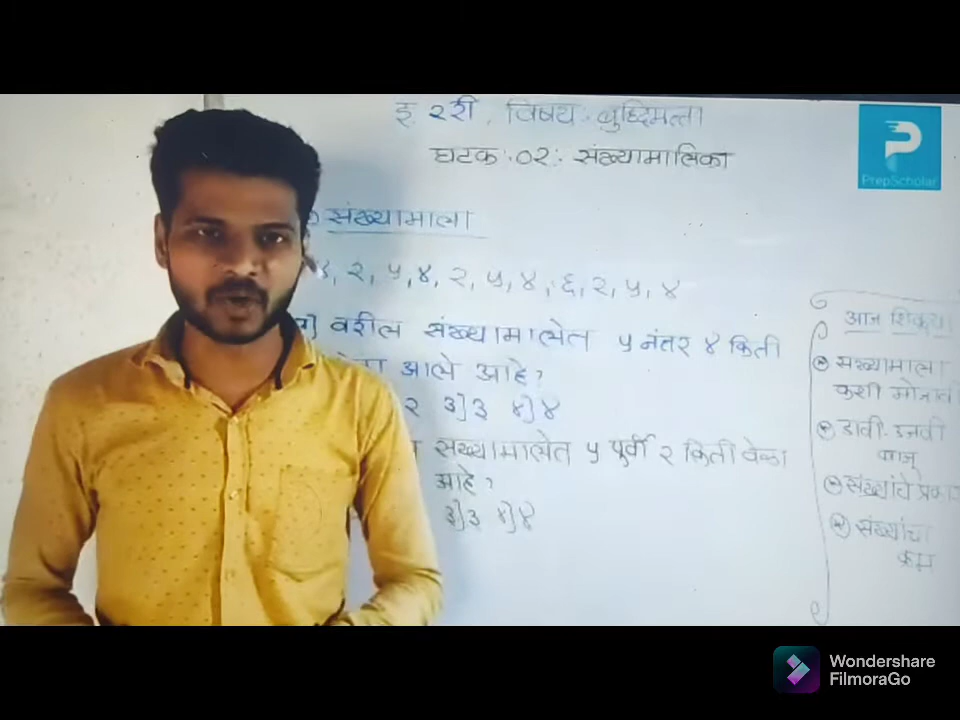 इ. २री. विषय: बुध्दिमत्ता
घटक :०२: संख्यामालिका
PrepScholar
संख्यामाला
४, २, ५, ४, २, ५, ४, ६, २, ५, ४
वरील संख्यामालेत ५ नंतर ४ किती
आले आहे?
२ ३] ३ ४] ४
संख्यामालेत ५ पूर्वी २ किती वेळा
आहे?
३] ३ ४] ४
आज शिकूया
संख्यामाला
कशी मोजावी
डावी-उजवी
बाजू
संख्यांचे प्रकार
संख्यांचा
क्रम
Wondershare
FilmoraGo